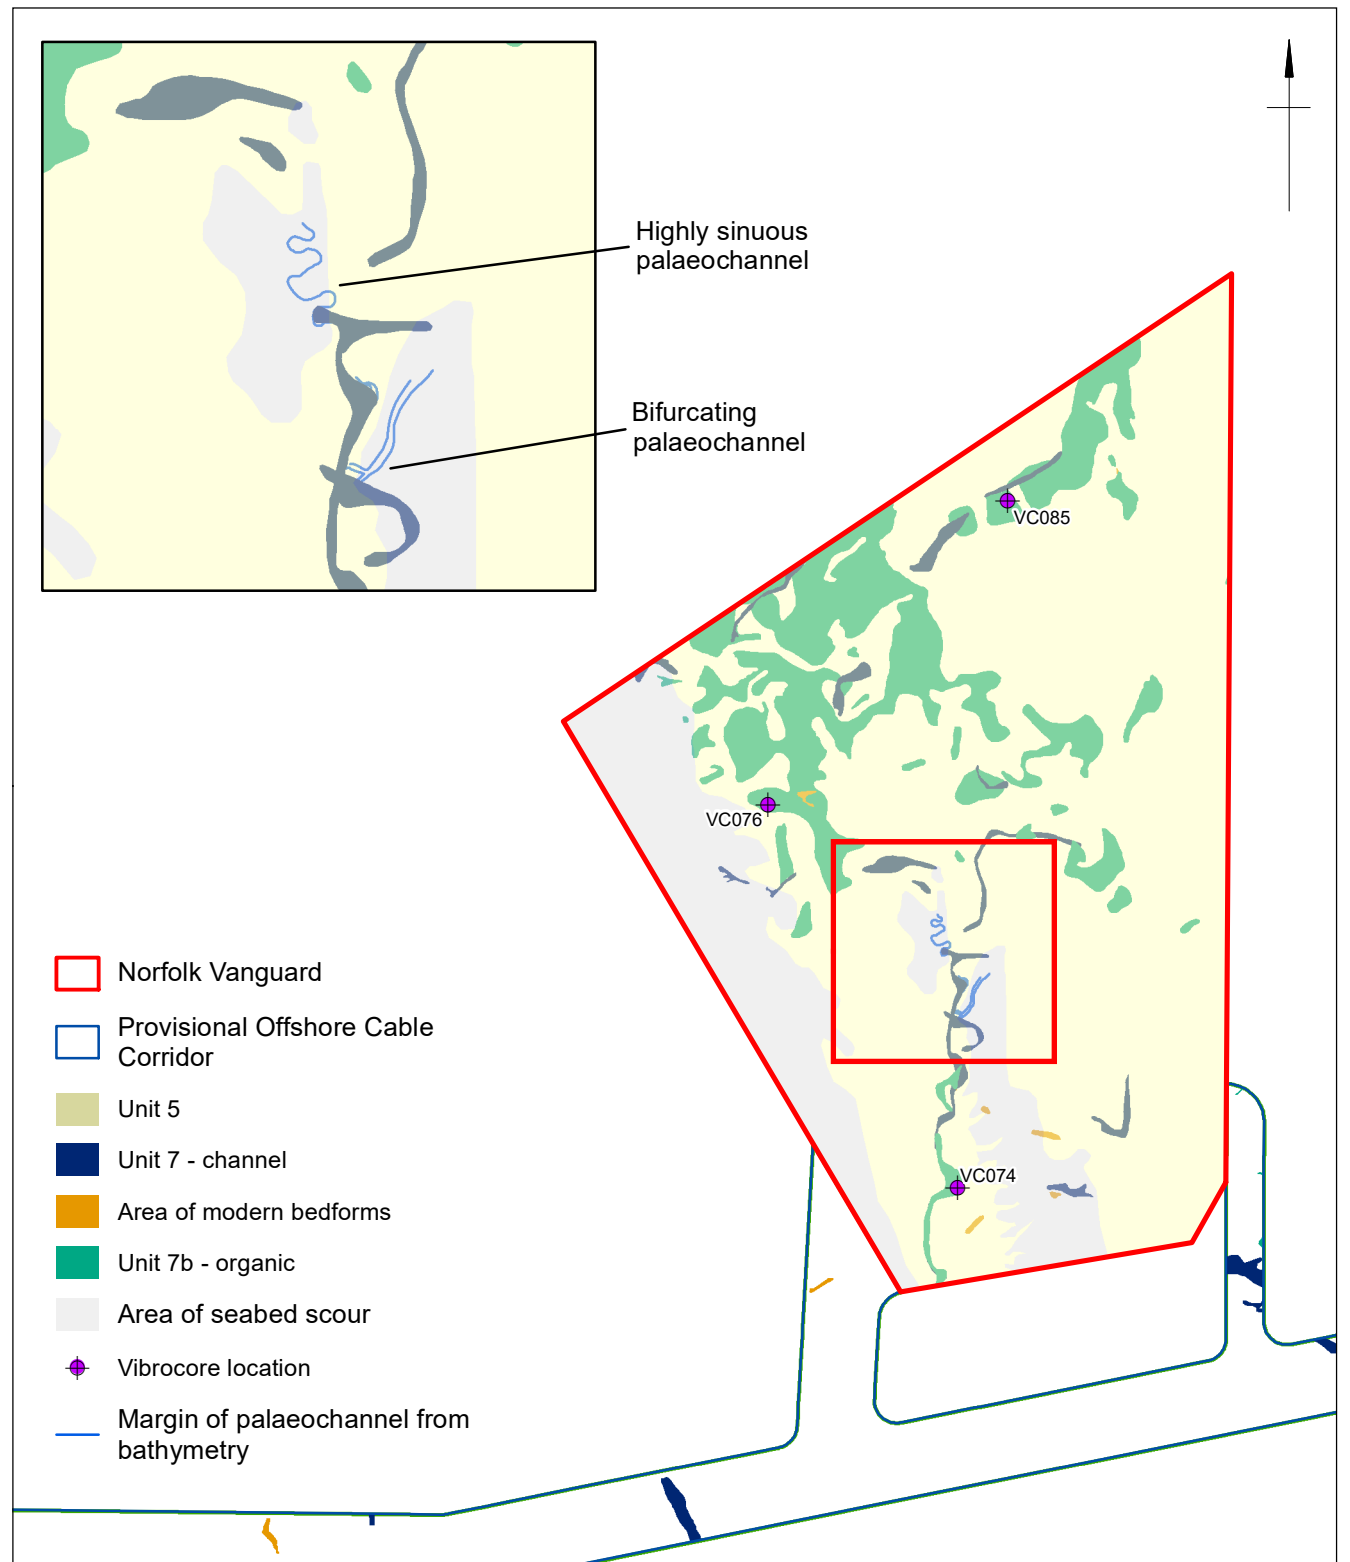 Highly sinuous
palaeochannel
Bifurcating
palaeochannel
VC085
VC076
VC074
Norfolk Vanguard
Provisional Offshore Cable
Corridor
Unit 5
Unit 7 - channel
Area of modern bedforms
Unit 7b - organic
Area of seabed scour
Vibrocore location
Margin of palaeochannel from
bathymetry